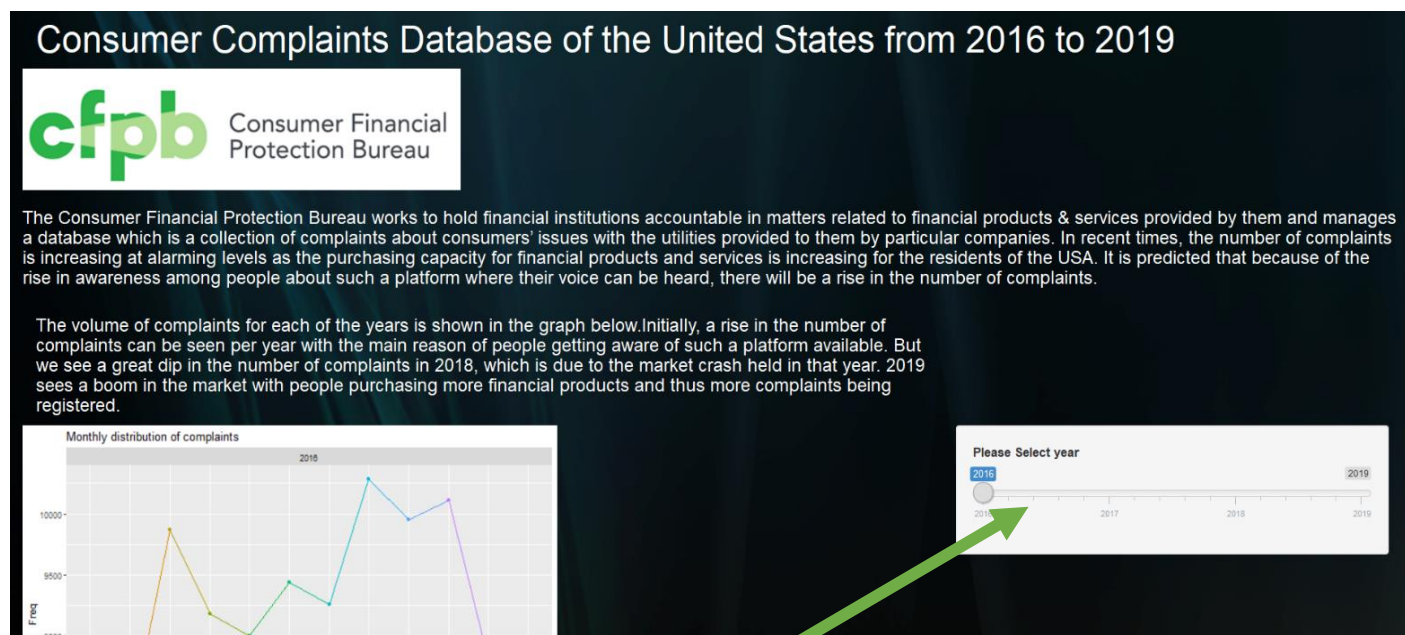 Consumer Complaints Database of the United States from 2016 to 2019
cfpb
Consumer Financial
Protection Bureau
The Consumer Financial Protection Bureau works to hold financial institutions accountable in matters related to financial products & services provided by them and manages
a database which is a collection of complaints about consumers' issues with the utilities provided to them by particular companies. In recent times, the number of complaints
is increasing at alarming levels as the purchasing capacity for financial products and services is increasing for the residents of the USA. It is predicted that because of the
rise in awareness among people about such a platform where their voice can be heard, there will be a rise in the number of complaints.
The volume of complaints for each of the years is shown in the graph below.Initially, a rise in the number of
complaints can be seen per year with the main reason of people getting aware of such a platform available. But
we see a great dip in the number of complaints in 2018, which is due to the market crash held in that year. 2019
sees a boom in the market with people purchasing more financial products and thus more complaints being
registered.
Monthly distribution of complaints
2016
10000
9500
Freq
Please Select year
2016 2019
2016 2017 2018 2019